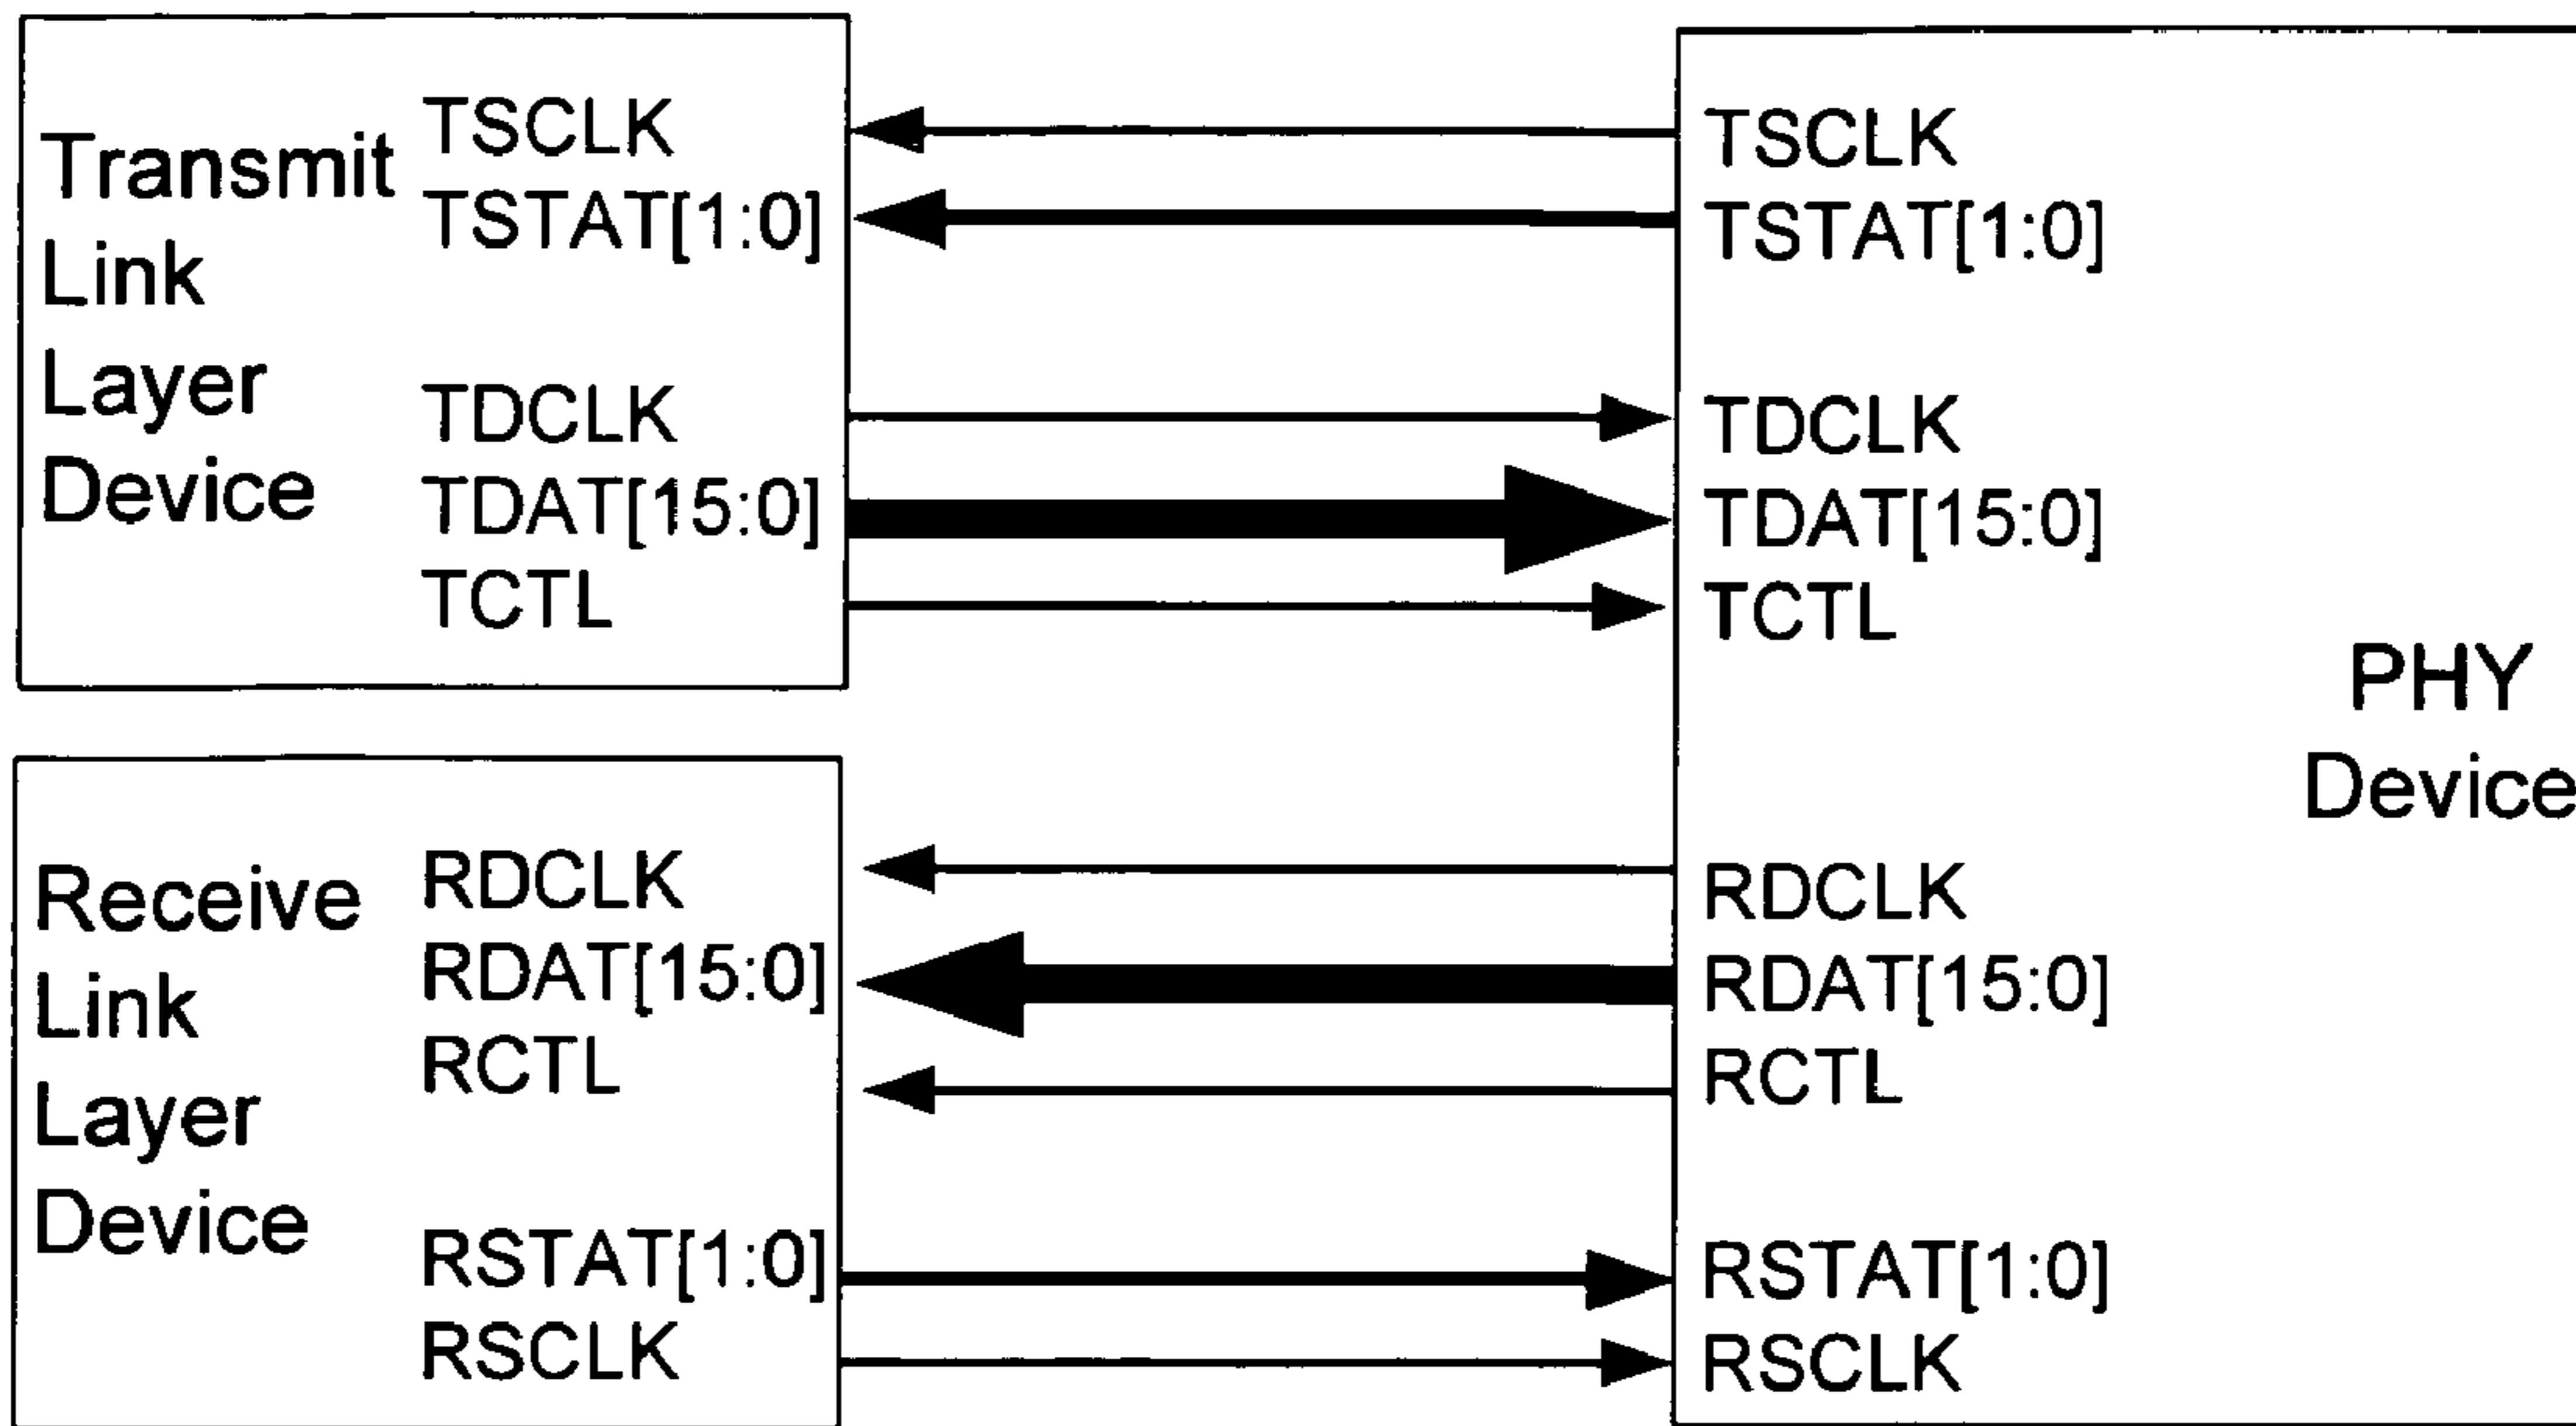 Transmit
Link
Layer
Device
TSCLK
TSTAT[1:0]
TDCLK
TDAT[15:0]
TCTL
TSCLK
TSTAT[1:0]
TDCLK
TDAT[15:0]
TCTL
PHY
Device
Receive
Link
Layer
Device
RDCLK
RDAT[15:0]
RCTL
RSTAT[1:0]
RSCLK
RDCLK
RDAT[15:0]
RCTL
RSTAT[1:0]
RSCLK